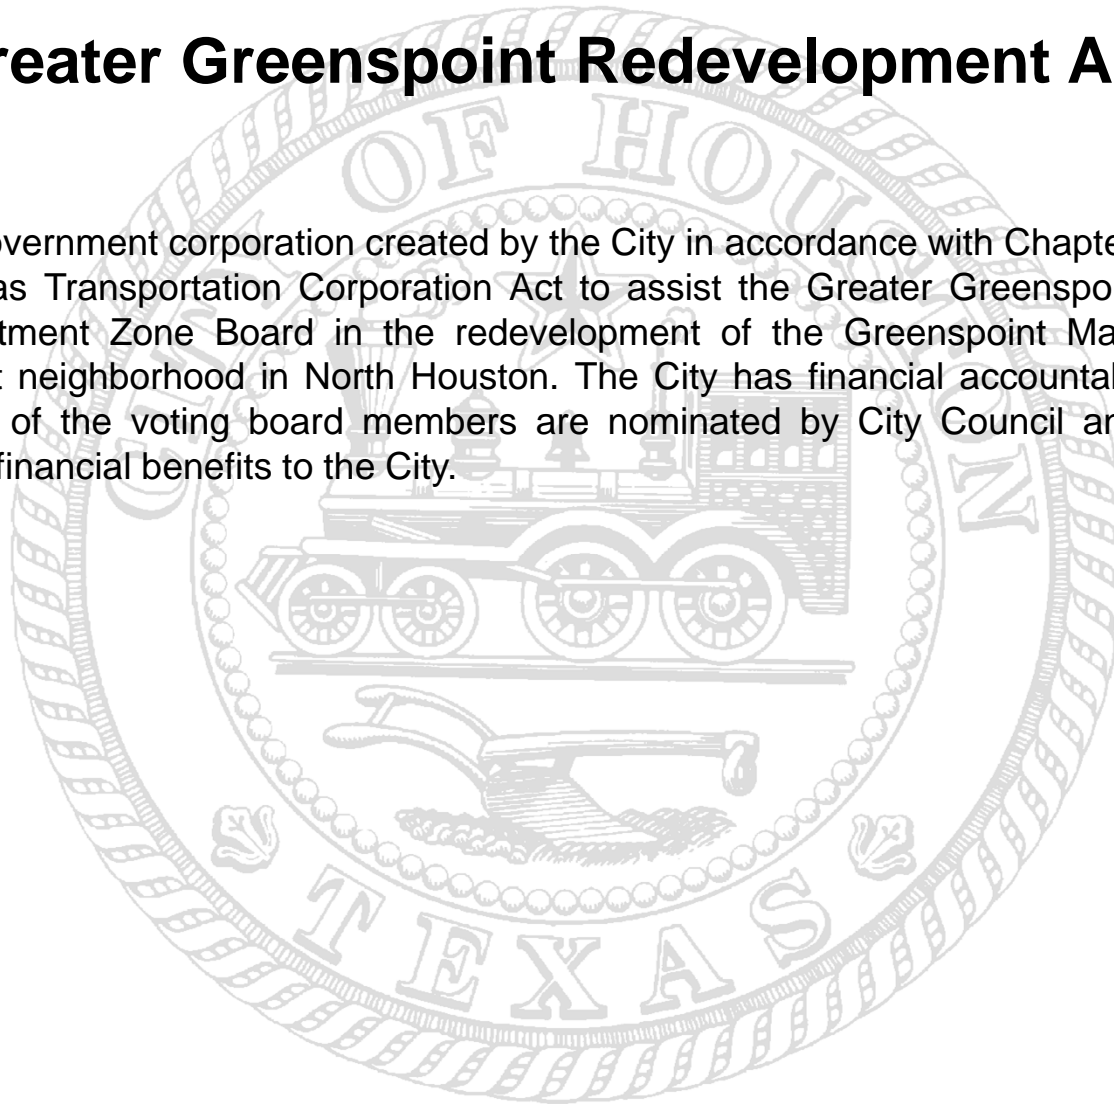 reater Greenspoint Redevelopment A
overnment corporation created by the City in accordance with Chapte
as Transportation Corporation Act to assist the Greater Greenspo
tment Zone Board in the redevelopment of the Greenspoint Ma
t neighborhood in North Houston. The City has financial accountal
of the voting board members are nominated by City Council an
financial benefits to the City.
CITY OF HOUSTON
TEXAS